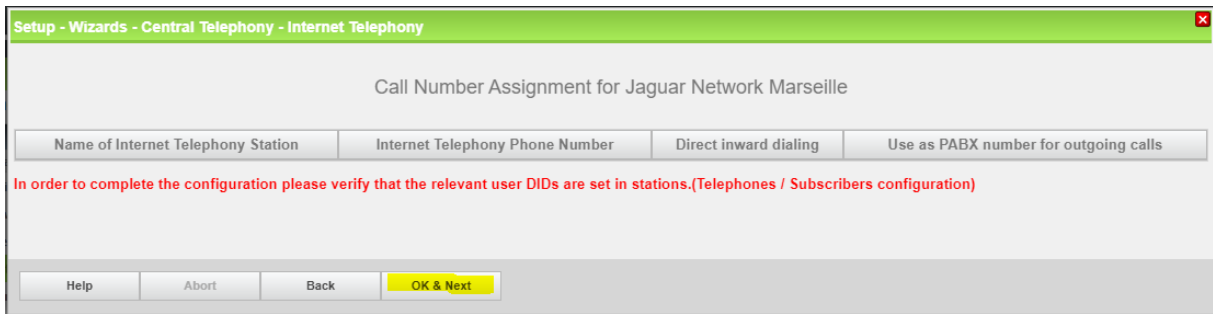 Setup - Wizards - Central Telephony - Internet Telephony
Call Number Assignment for Jaguar Network Marseille
Name of Internet Telephony Station Internet Telephony Phone Number Direct inward dialing Use as PABX number for outgoing calls
In order to complete the configuration please verify that the relevant user DIDs are set in stations.(Telephones / Subscribers configuration)
Help Abort Back OK & Next